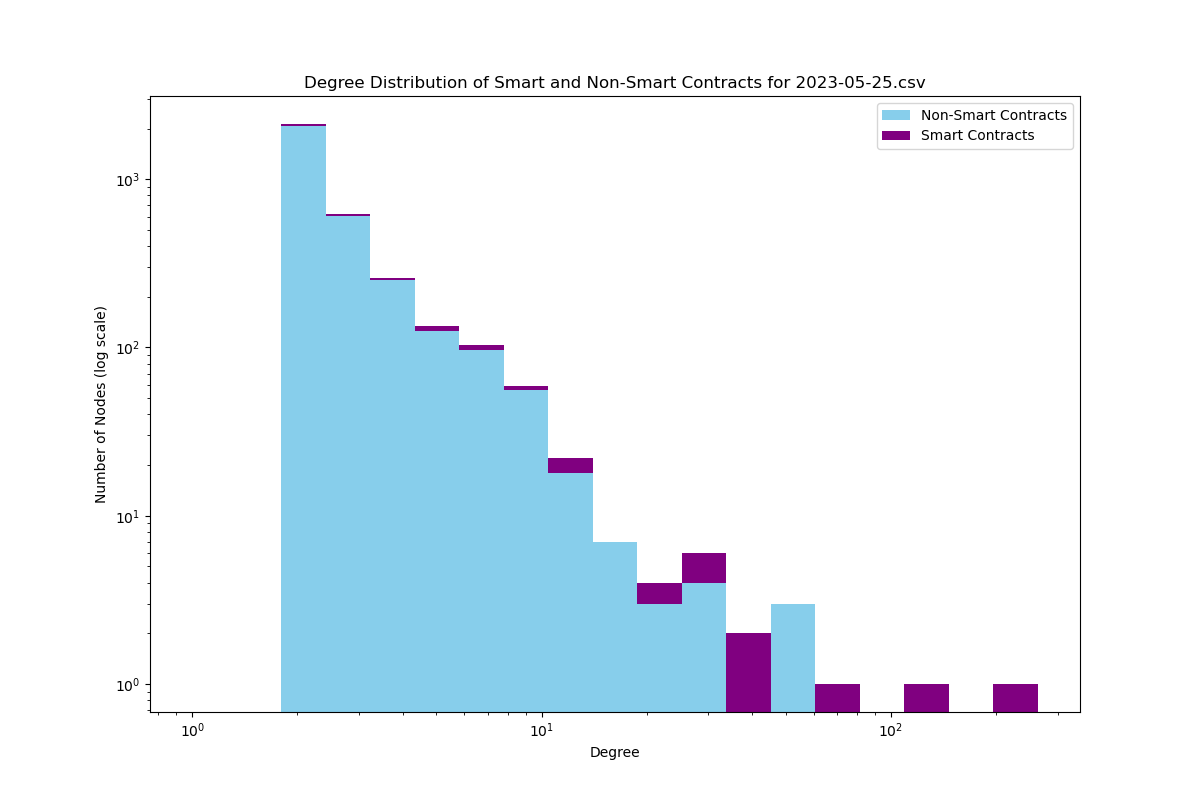 Degree Distribution of Smart and Non-Smart Contracts for 2023-05-25.csv
Non-Smart Contracts
Smart Contracts
Number of Nodes (log scale)
10³
10²
10¹
10⁰
10⁰ 10¹ 10²
Degree